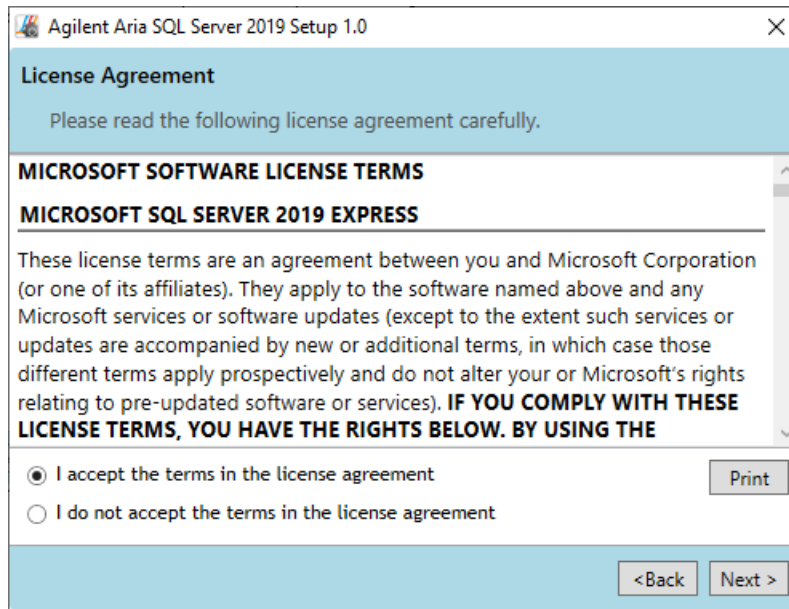 Agilent Aria SQL Server 2019 Setup 1.0
License Agreement
Please read the following license agreement carefully.
MICROSOFT SOFTWARE LICENSE TERMS
MICROSOFT SQL SERVER 2019 EXPRESS
These license terms are an agreement between you and Microsoft Corporation
(or one of its affiliates). They apply to the software named above and any
Microsoft services or software updates (except to the extent such services or
updates are accompanied by new or additional terms, in which case those
different terms apply prospectively and do not alter your or Microsoft’s rights
relating to pre-updated software or services). IF YOU COMPLY WITH THESE
LICENSE TERMS, YOU HAVE THE RIGHTS BELOW. BY USING THE
I accept the terms in the license agreement
Print
I do not accept the terms in the license agreement
<Back
Next >